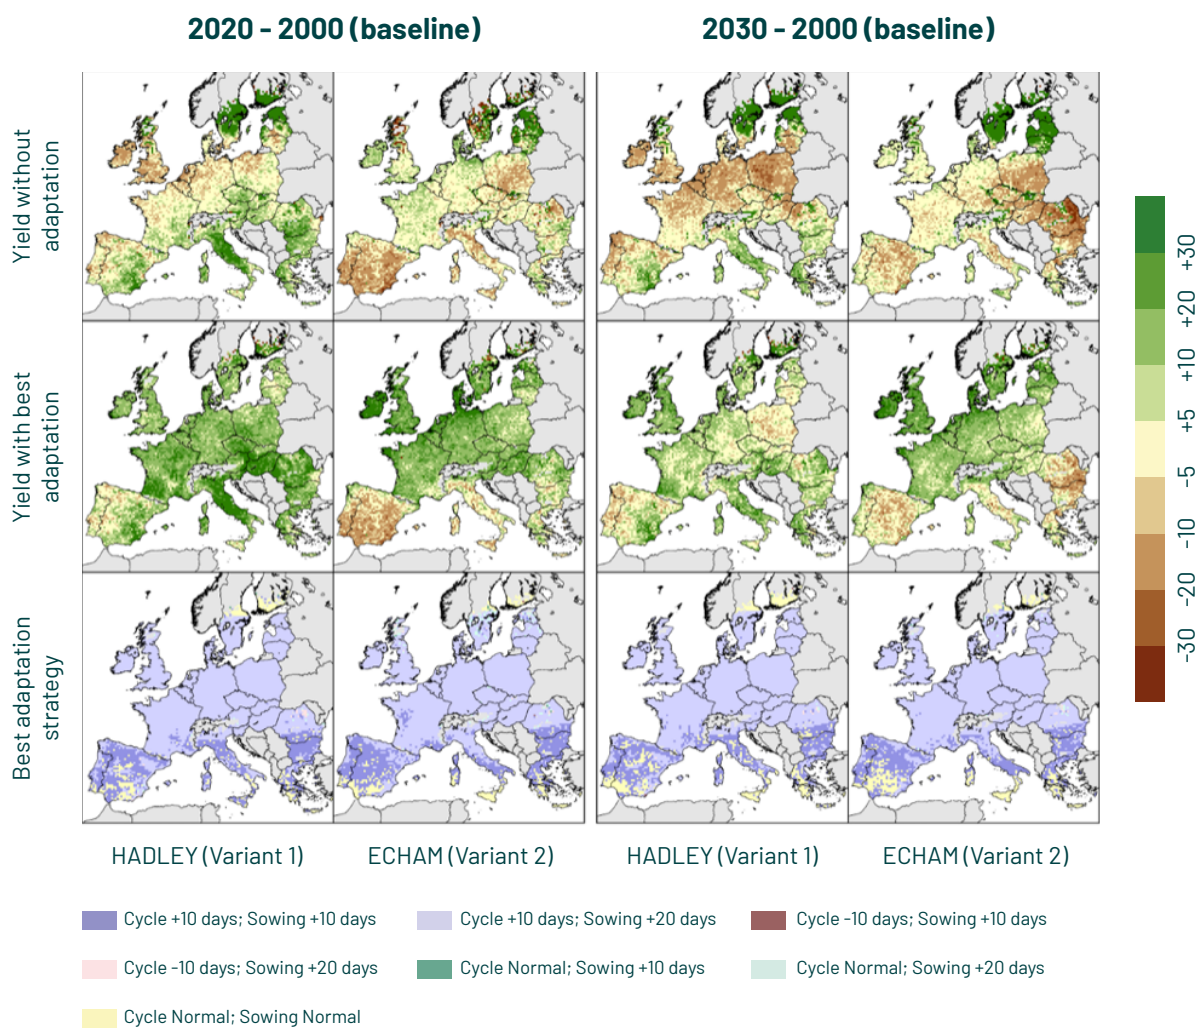 2020 - 2000 (baseline)
2030 - 2000 (baseline)
Yield without
adaptation
Yield with best
adaptation
Best adaptation
strategy
+30
+20
+10
+5
-5
-10
-20
-30
HADLEY (Variant 1)
ECHAM (Variant 2)
HADLEY (Variant 1)
ECHAM (Variant 2)
Cycle +10 days; Sowing +10 days
Cycle +10 days; Sowing +20 days
Cycle -10 days; Sowing +10 days
Cycle -10 days; Sowing +20 days
Cycle Normal; Sowing +10 days
Cycle Normal; Sowing +20 days
Cycle Normal; Sowing Normal